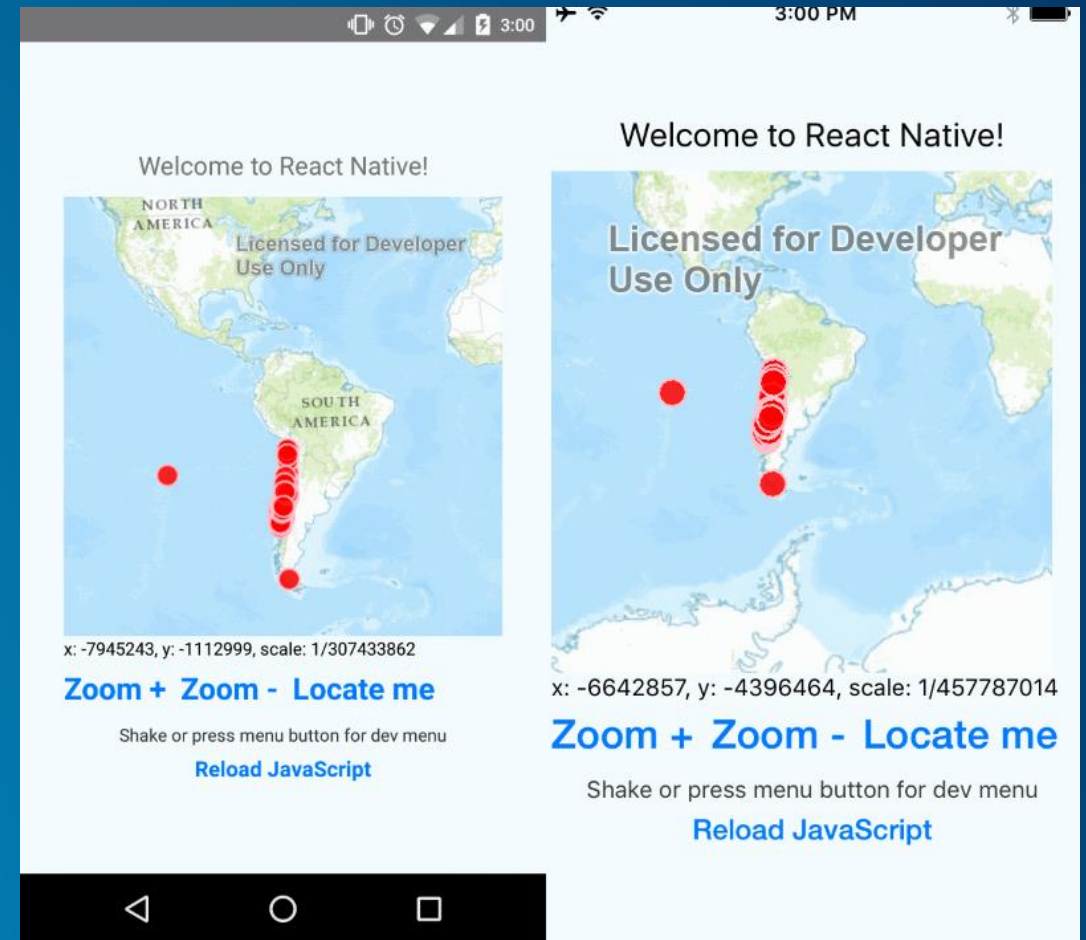 3:00
Welcome to React Native!
NORTH
AMERICA
Licensed for Developer
Use Only
SOUTH
AMERICA
x: -7945243, y: -1112999, scale: 1/307433862
Zoom + Zoom - Locate me
Shake or press menu button for dev menu
Reload JavaScript
3:00 PM
Welcome to React Native!
Licensed for Developer
Use Only
x: -6642857, y: -4396464, scale: 1/457787014
Zoom + Zoom - Locate me
Shake or press menu button for dev menu
Reload JavaScript